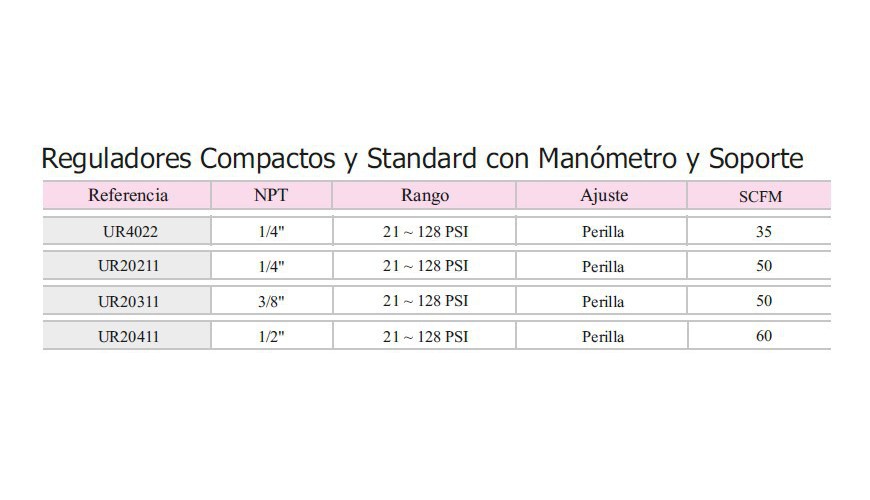 Reguladores Compactos y Standard con Manómetro y Soporte
Referencia NPT Rango Ajuste SCFM
UR4022 1/4" 21 ~ 128 PSI Perilla 35
UR20211 1/4" 21 ~ 128 PSI Perilla 50
UR20311 3/8" 21 ~ 128 PSI Perilla 50
UR20411 1/2" 21 ~ 128 PSI Perilla 60